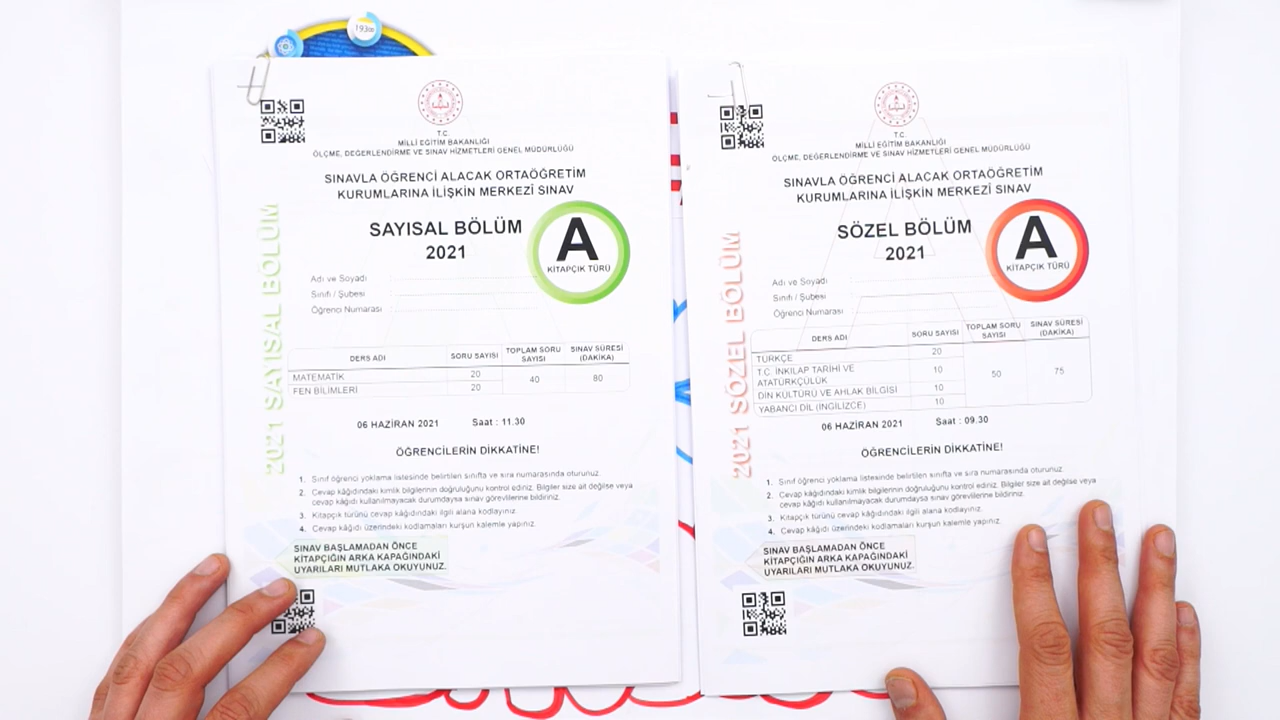 1930
T.C.
MİLLİ EĞİTİM BAKANLIĞI
ÖLÇME, DEĞERLENDİRME VE SINAV HİZMETLERİ GENEL MÜDÜRLÜĞÜ
SINAVLA ÖĞRENCİ ALACAK ORTAÖĞRETİM
KURUMLARINA İLİŞKİN MERKEZİ SINAV
SAYISAL BÖLÜM
2021
A
KİTAPÇIK TÜRÜ
2021 SAYISAL BÖLÜM
Adı ve Soyadı :
Sınıfı / Şubesi :
Öğrenci Numarası :
DERS ADI SORU SAYISI TOPLAM SORU SAYISI SINAV SÜRESİ (DAKİKA)
MATEMATİK 20 40 80
FEN BİLİMLERİ 20
06 HAZİRAN 2021 Saat : 11.30
ÖĞRENCİLERİN DİKKATİNE!
1. Sınıf öğrenci yoklama listesinde belirtilen sınıfta ve sıra numarasında oturunuz.
2. Cevap kâğıdındaki kimlik bilgilerinin doğruluğunu kontrol ediniz. Bilgiler size ait değilse veya
cevap kâğıdı kullanılmayacak durumdaysa sınav görevlilerine bildiriniz.
3. Kitapçık türünü cevap kâğıdındaki ilgili alana kodlayınız.
4. Cevap kâğıdı üzerindeki kodlamaları kurşun kalemle yapınız.
SINAV BAŞLAMADAN ÖNCE
KİTAPÇIĞIN ARKA KAPAĞINDAKİ
UYARILARI MUTLAKA OKUYUNUZ.
T.C.
MİLLİ EĞİTİM BAKANLIĞI
ÖLÇME, DEĞERLENDİRME VE SINAV HİZMETLERİ GENEL MÜDÜRLÜĞÜ
SINAVLA ÖĞRENCİ ALACAK ORTAÖĞRETİM
KURUMLARINA İLİŞKİN MERKEZİ SINAV
SÖZEL BÖLÜM
2021
A
KİTAPÇIK TÜRÜ
2021 SÖZEL BÖLÜM
Adı ve Soyadı :
Sınıfı / Şubesi :
Öğrenci Numarası :
DERS ADI SORU SAYISI TOPLAM SORU SAYISI SINAV SÜRESİ (DAKİKA)
TÜRKÇE 20 50 75
T.C. İNKILAP TARİHİ VE
ATATÜRKÇÜLÜK 10
DİN KÜLTÜRÜ VE AHLAK BİLGİSİ 10
YABANCI DİL (İNGİLİZCE) 10
06 HAZİRAN 2021 Saat : 09.30
ÖĞRENCİLERİN DİKKATİNE!
1. Sınıf öğrenci yoklama listesinde belirtilen sınıfta ve sıra numarasında oturunuz.
2. Cevap kâğıdındaki kimlik bilgilerinin doğruluğunu kontrol ediniz. Bilgiler size ait değilse veya
cevap kâğıdı kullanılmayacak durumdaysa sınav görevlilerine bildiriniz.
3. Kitapçık türünü cevap kâğıdındaki ilgili alana kodlayınız.
4. Cevap kâğıdı üzerindeki kodlamaları kurşun kalemle yapınız.
SINAV BAŞLAMADAN ÖNCE
KİTAPÇIĞIN ARKA KAPAĞINDAKİ
UYARILARI MUTLAKA OKUYUNUZ.